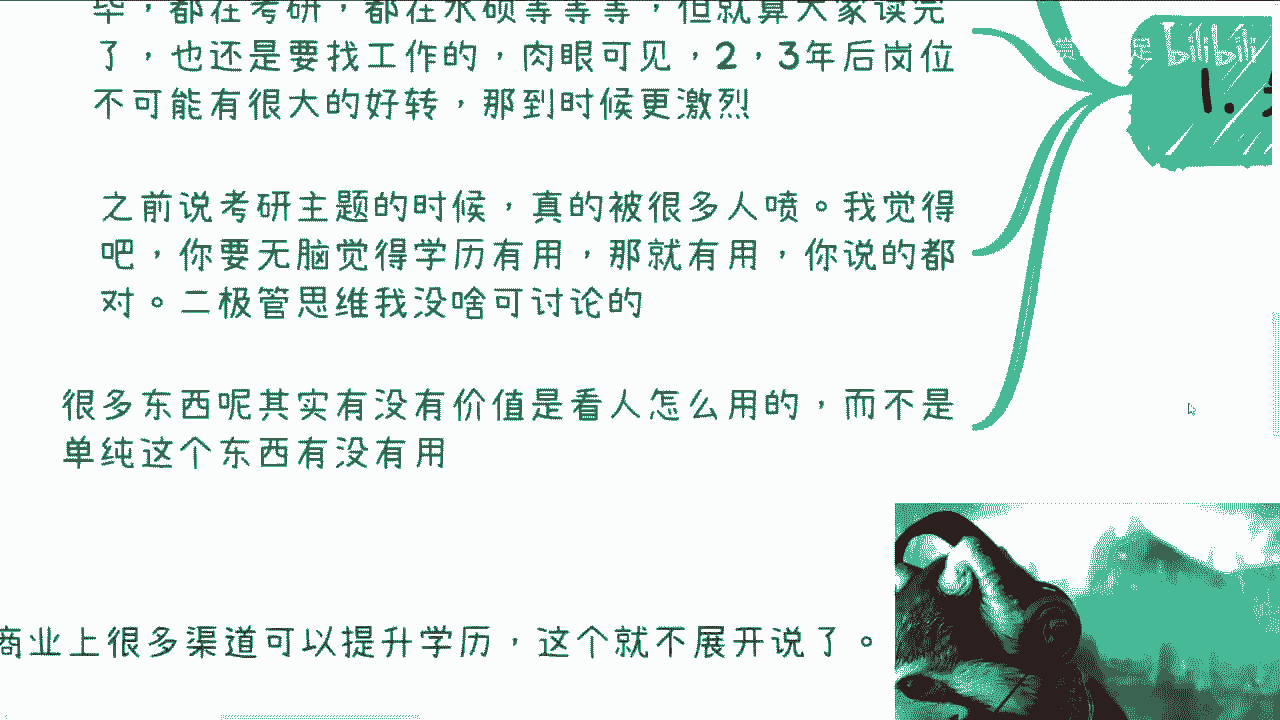 毕，都在考研，都在水硕等等等，但就算大家读完
了，也还是要找工作的，肉眼可见，2，3年后岗位
不可能有很大的好转，那到时候更激烈
bilibili
1.
之前说考研主题的时候，真的被很多人喷。我觉得
吧，你要无脑觉得学历有用，那就有用，你说的都
对。二极管思维我没啥可讨论的
很多东西呢其实有没有价值是看人怎么用的，而不是
单纯这个东西有没有用
商业上很多渠道可以提升学历，这个就不展开说了。